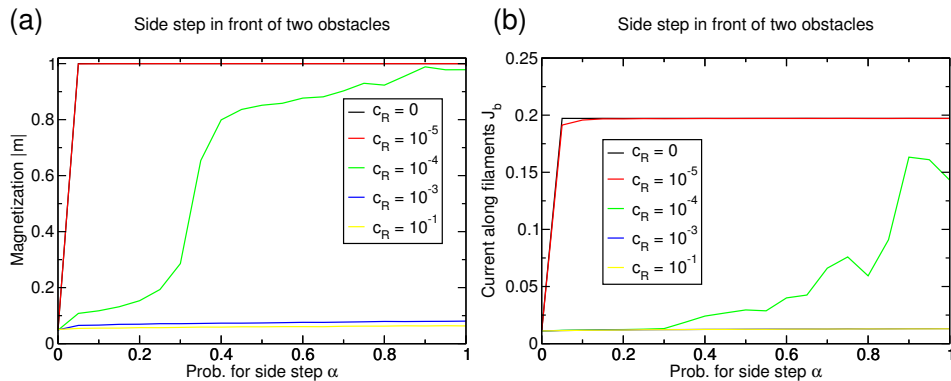 (a)
Side step in front of two obstacles
Magnetization |m|
1
0.8
0.6
0.4
0.2
0
c_R = 0
c_R = 10^-5
c_R = 10^-4
c_R = 10^-3
c_R = 10^-1
0 0.2 0.4 0.6 0.8 1
Prob. for side step α
(b)
Side step in front of two obstacles
Current along filaments J_b
0.25
0.2
0.15
0.1
0.05
0
c_R = 0
c_R = 10^-5
c_R = 10^-4
c_R = 10^-3
c_R = 10^-1
0 0.2 0.4 0.6 0.8 1
Prob. for side step α